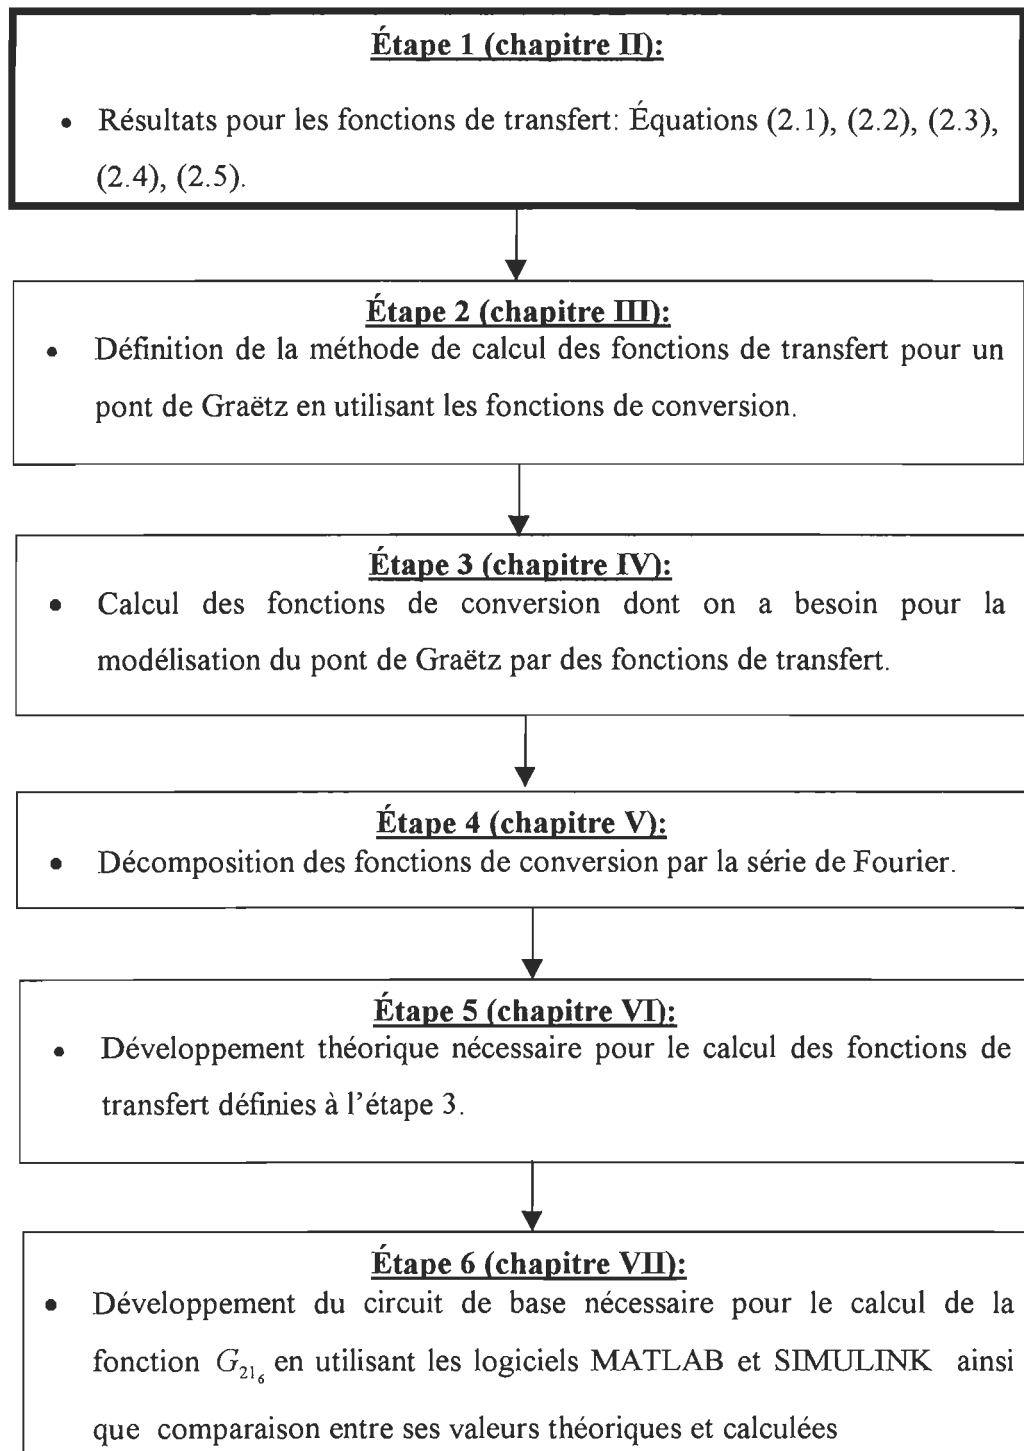 Étape 1 (chapitre II):
• Résultats pour les fonctions de transfert: Équations (2.1), (2.2), (2.3),
(2.4), (2.5).
Étape 2 (chapitre III):
• Définition de la méthode de calcul des fonctions de transfert pour un
pont de Graëtz en utilisant les fonctions de conversion.
Étape 3 (chapitre IV):
• Calcul des fonctions de conversion dont on a besoin pour la
modélisation du pont de Graëtz par des fonctions de transfert.
Étape 4 (chapitre V):
• Décomposition des fonctions de conversion par la série de Fourier.
Étape 5 (chapitre VI):
• Développement théorique nécessaire pour le calcul des fonctions de
transfert définies à l'étape 3.
Étape 6 (chapitre VII):
• Développement du circuit de base nécessaire pour le calcul de la
fonction G₂₁₆ en utilisant les logiciels MATLAB et SIMULINK ainsi
que comparaison entre ses valeurs théoriques et calculées